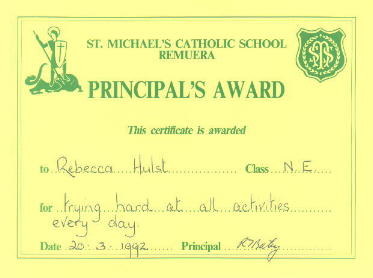 ST. MICHAEL'S CATHOLIC SCHOOL
REMUERA
PRINCIPAL'S AWARD
This certificate is awarded
to Rebecca Hulst Class N.E.
for trying hard at all activities
every day.
Date 20.3.1992 Principal